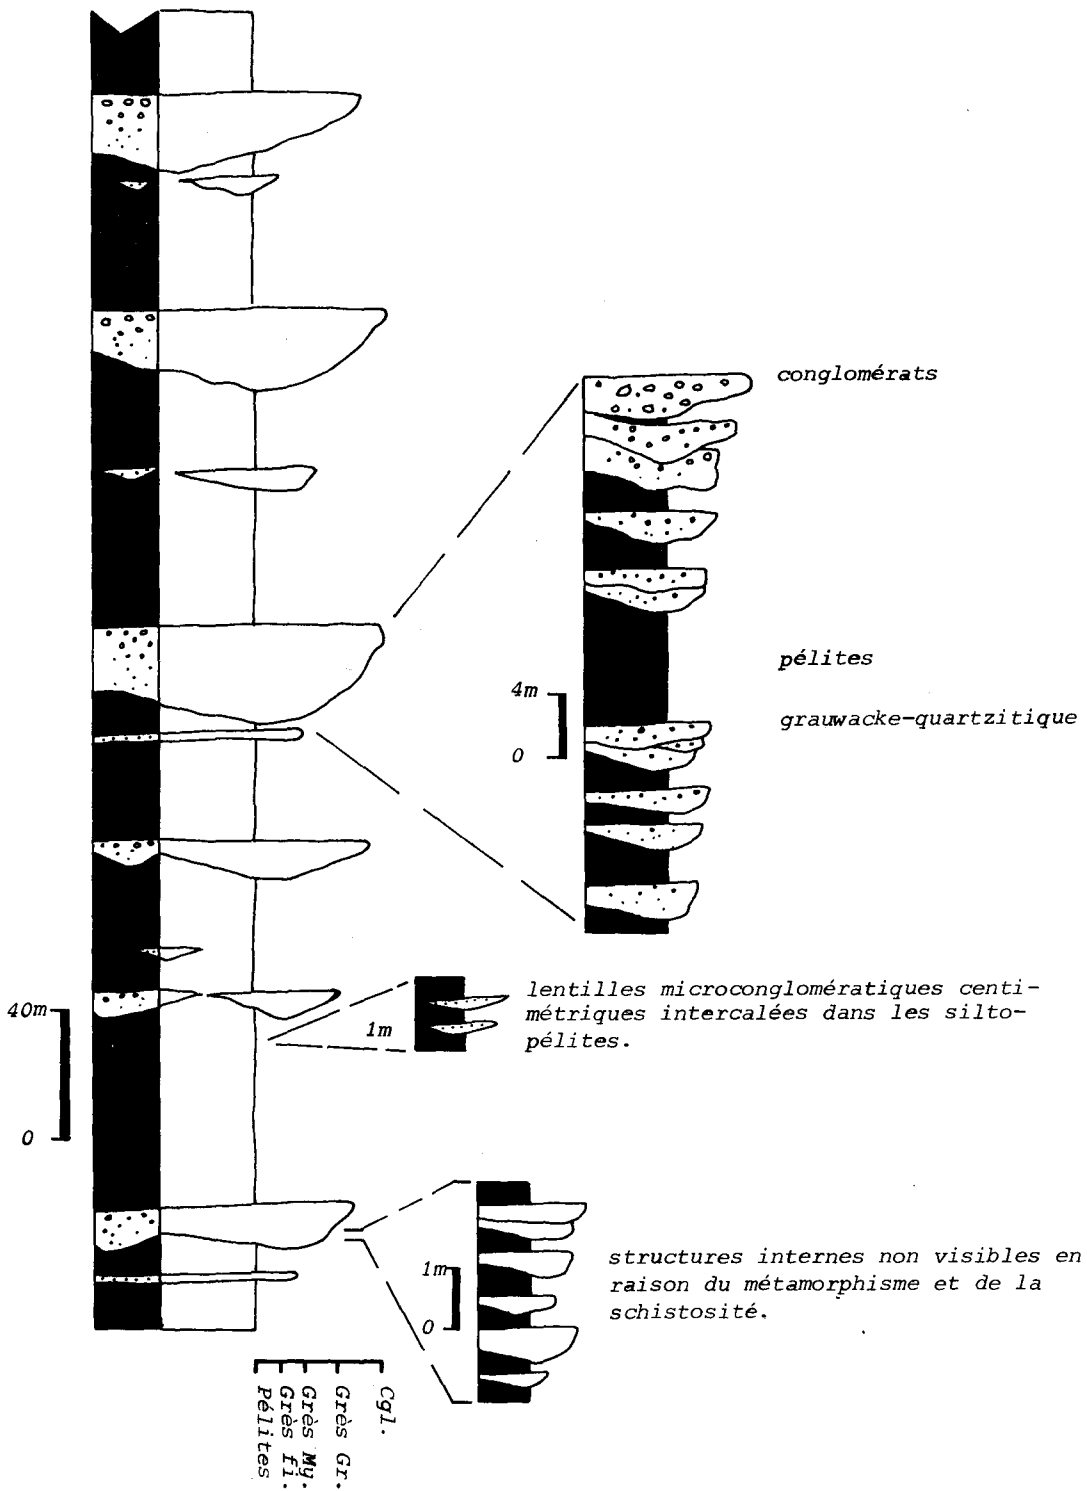 conglomérats
pélites
4m
grauwacke-quartzitique
0
lentilles microconglomératiques centi-
métriques intercalées dans les silto-
pélites.
40m
1m
0
structures internes non visibles en
raison du métamorphisme et de la
schistosité.
1m
0
Pélites
Grès fi.
Grès My.
Grès Gr.
Cgl.